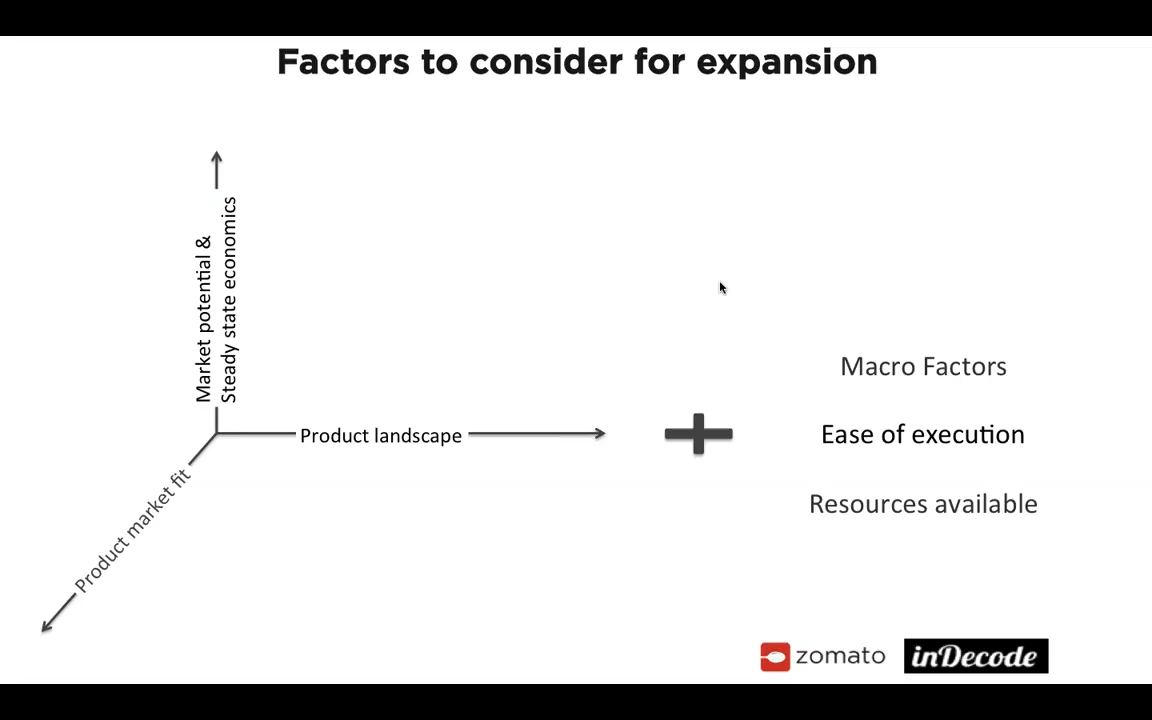 Factors to consider for expansion
Market potential &
Steady state economics
Product landscape
Product market fit
Macro Factors
Ease of execution
Resources available
zomato
inDecode